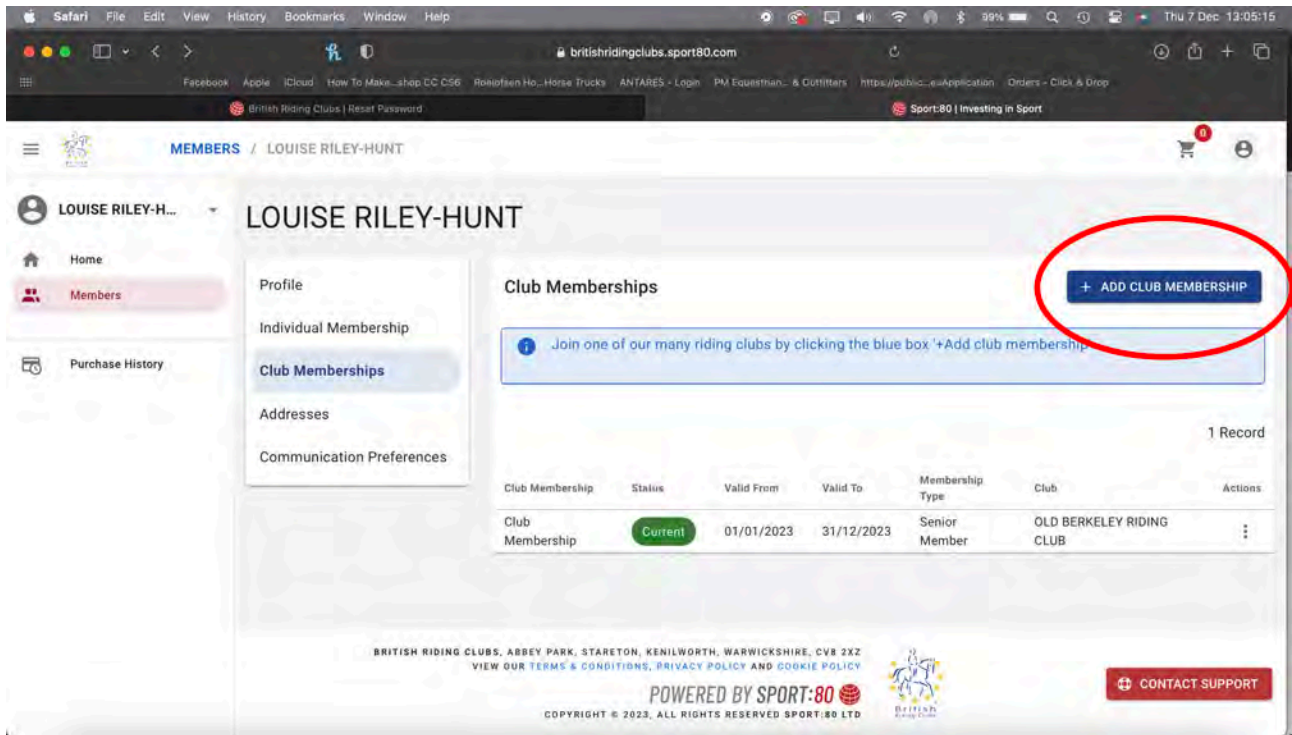 Safari File Edit View History Bookmarks Window Help 99% Thu 7 Dec 13:05:15
britishridingclubs.sport80.com
Facebook Apple iCloud How To Make...shop CC CS6 Roelofsen Ho...Horse Trucks ANTARES - Login PM Equestrian... & Outfitters https://public...euApplication Orders - Click & Drop
British Riding Clubs | Reset Password Sport:80 | Investing in Sport
MEMBERS / LOUISE RILEY-HUNT 0
LOUISE RILEY-H...
LOUISE RILEY-HUNT
Home
Members
Purchase History
Profile
Individual Membership
Club Memberships
Addresses
Communication Preferences
Club Memberships
+ ADD CLUB MEMBERSHIP
Join one of our many riding clubs by clicking the blue box '+Add club membership
1 Record
Club Membership Status Valid From Valid To Membership Type Club Actions
Club Membership Current 01/01/2023 31/12/2023 Senior Member OLD BERKELEY RIDING CLUB
BRITISH RIDING CLUBS, ABBEY PARK, STARETON, KENILWORTH, WARWICKSHIRE, CV8 2XZ
VIEW OUR TERMS & CONDITIONS, PRIVACY POLICY AND COOKIE POLICY
POWERED BY SPORT:80
COPYRIGHT © 2023, ALL RIGHTS RESERVED SPORT:80 LTD
British
Riding Clubs
CONTACT SUPPORT